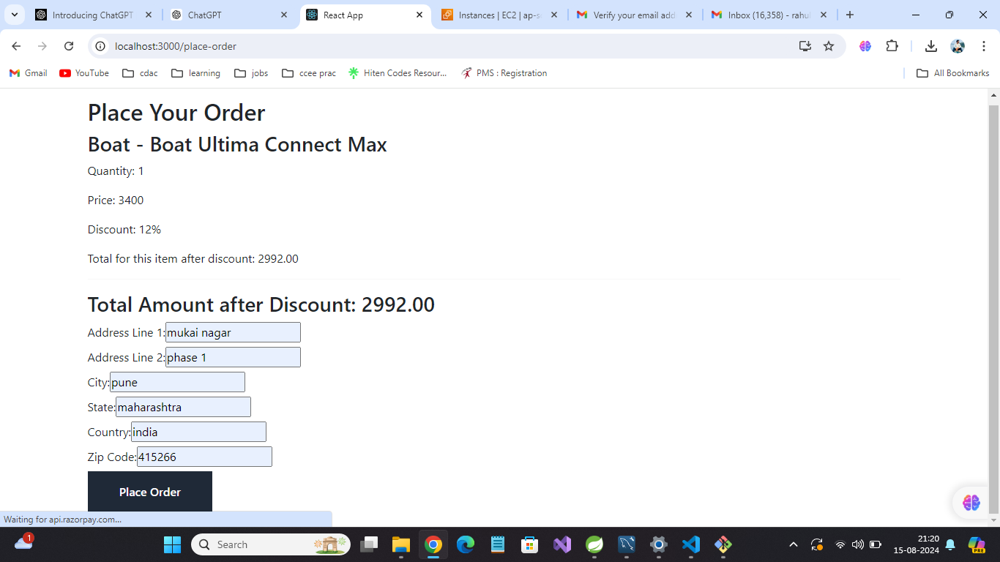 Introducing ChatGPT
ChatGPT
React App
Instances | EC2 | ap-s
Verify your email add
Inbox (16,358) - rahul
localhost:3000/place-order
Gmail
YouTube
cdac
learning
jobs
ccee prac
Hiten Codes Resour...
PMS : Registration
All Bookmarks
Place Your Order
Boat - Boat Ultima Connect Max
Quantity: 1
Price: 3400
Discount: 12%
Total for this item after discount: 2992.00
Total Amount after Discount: 2992.00
Address Line 1: mukai nagar
Address Line 2: phase 1
City: pune
State: maharashtra
Country: india
Zip Code: 415266
Place Order
Waiting for api.razorpay.com...
1
Search
21:20
15-08-2024
PRE